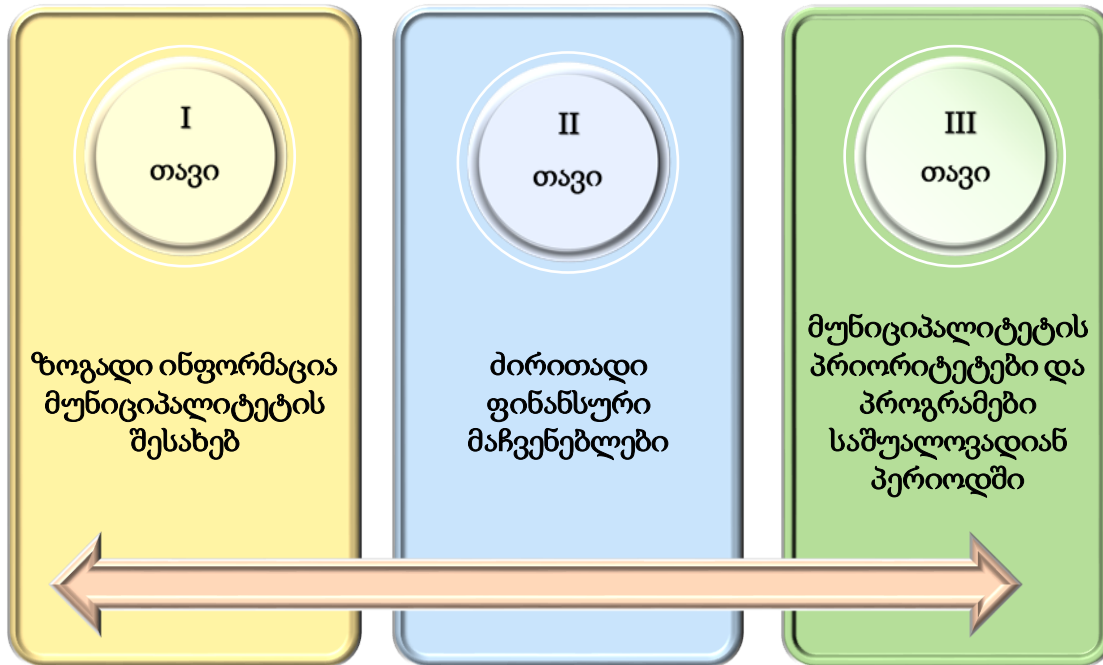 I
თავი
ზოგადი ინფორმაცია
მუნიციპალიტეტის
შესახებ
II
თავი
ძირითადი
ფინანსური
მაჩვენებლები
III
თავი
მუნიციპალიტეტის
პრიორიტეტები და
პროგრამები
საშუალოვადიან
პერიოდში